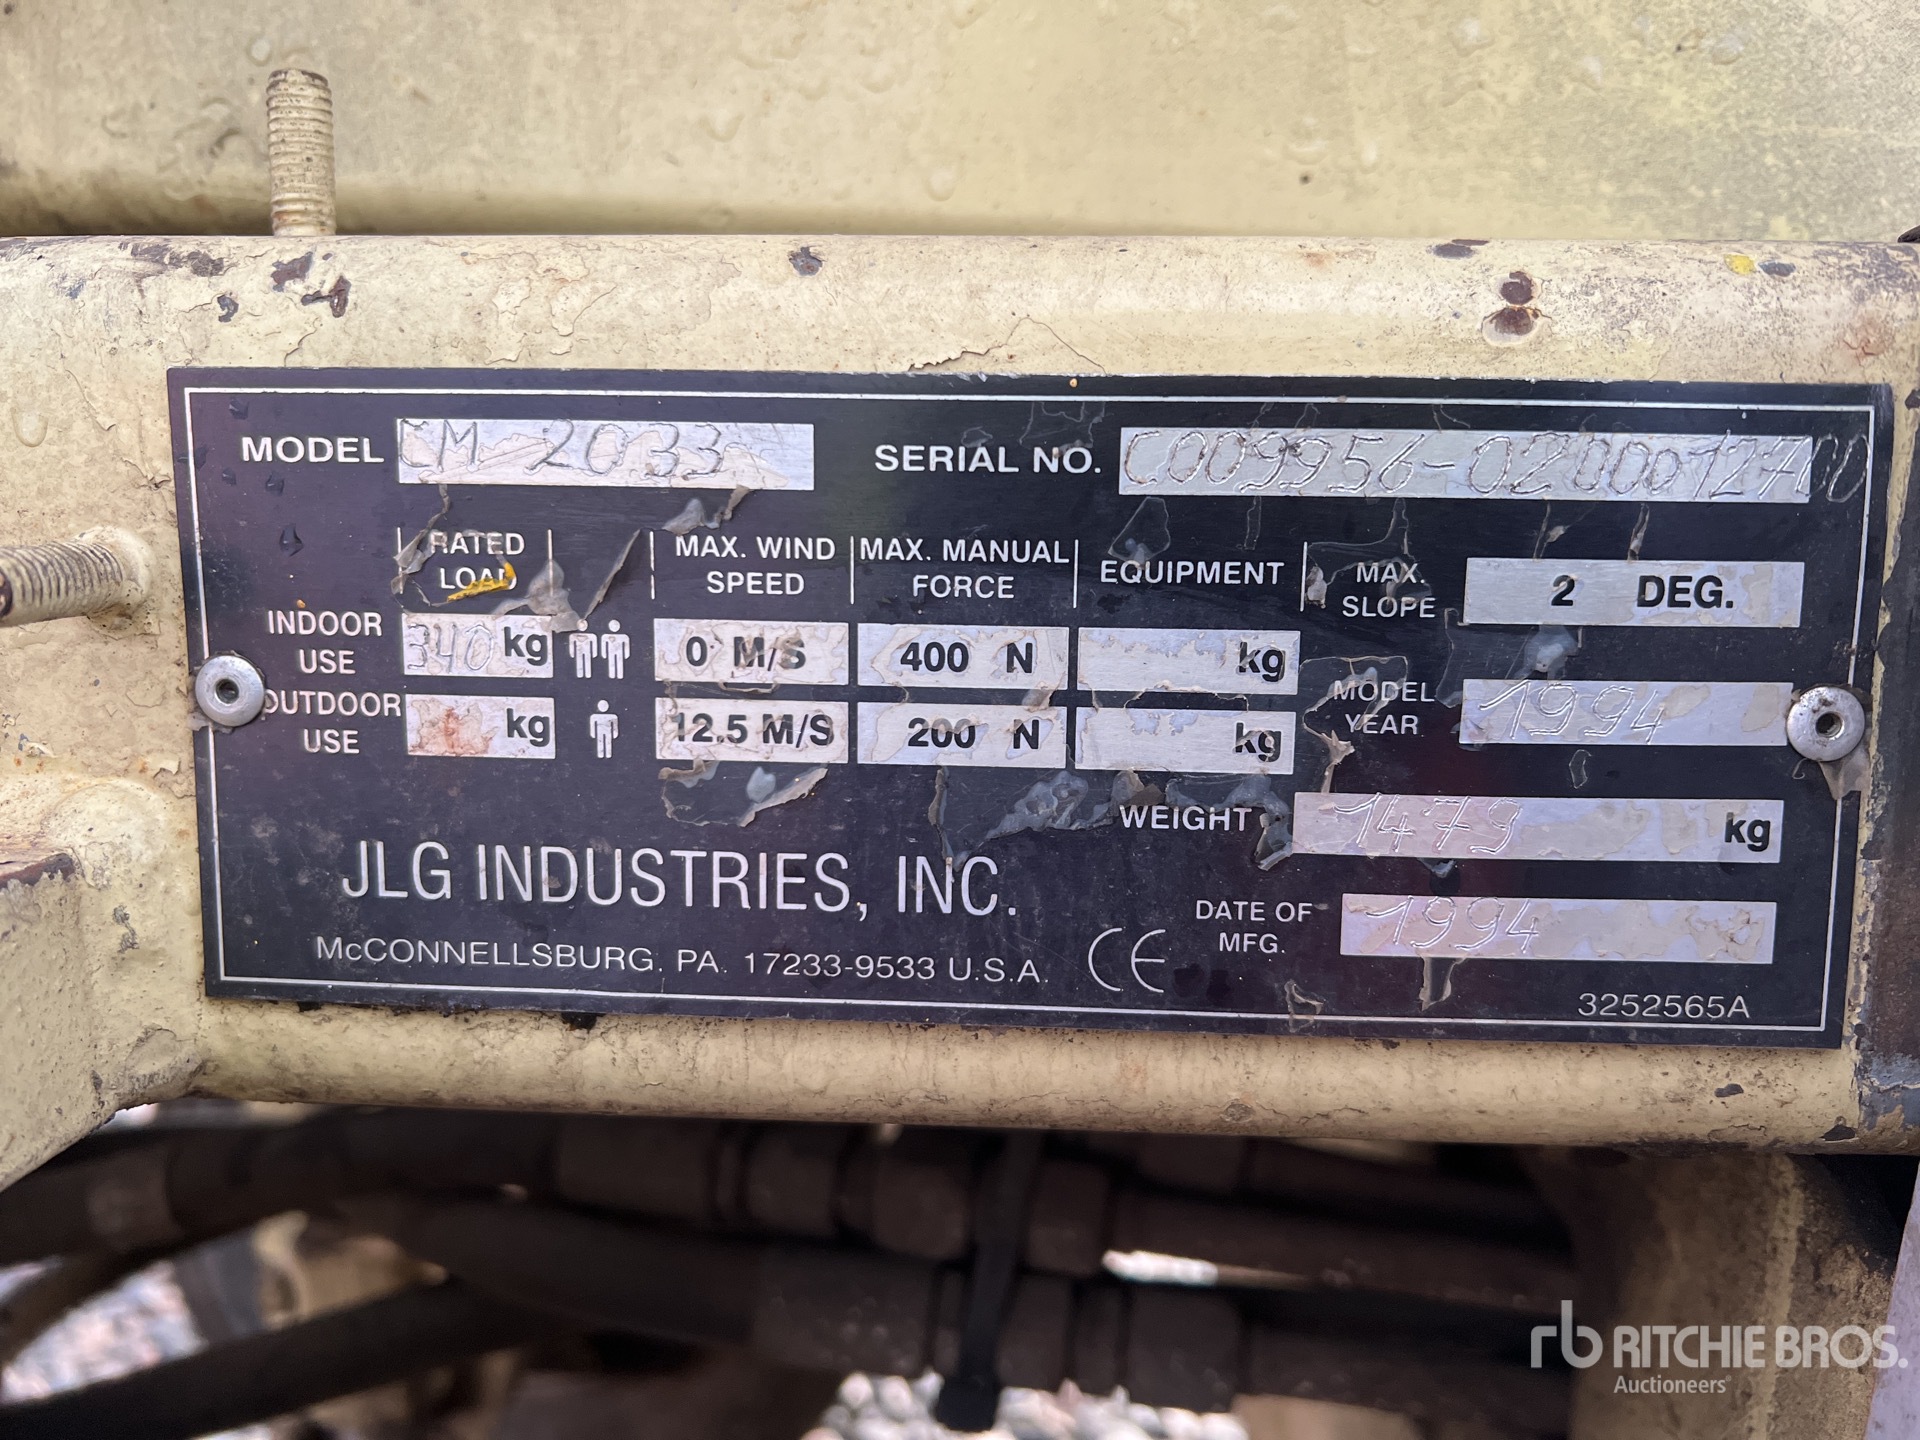 MODEL CM 2033 SERIAL NO. C009956-0200012700
RATED LOAD MAX. WIND SPEED MAX. MANUAL FORCE EQUIPMENT MAX. SLOPE 2 DEG.
INDOOR USE 340 kg 0 M/S 400 N kg
OUTDOOR USE kg 12.5 M/S 200 N kg
MODEL YEAR 1994
WEIGHT 1479 kg
JLG INDUSTRIES, INC.
DATE OF MFG. 1994
McCONNELLSBURG, PA. 17233-9533 U.S.A. CE
3252565A
rb RITCHIE BROS.
Auctioneers